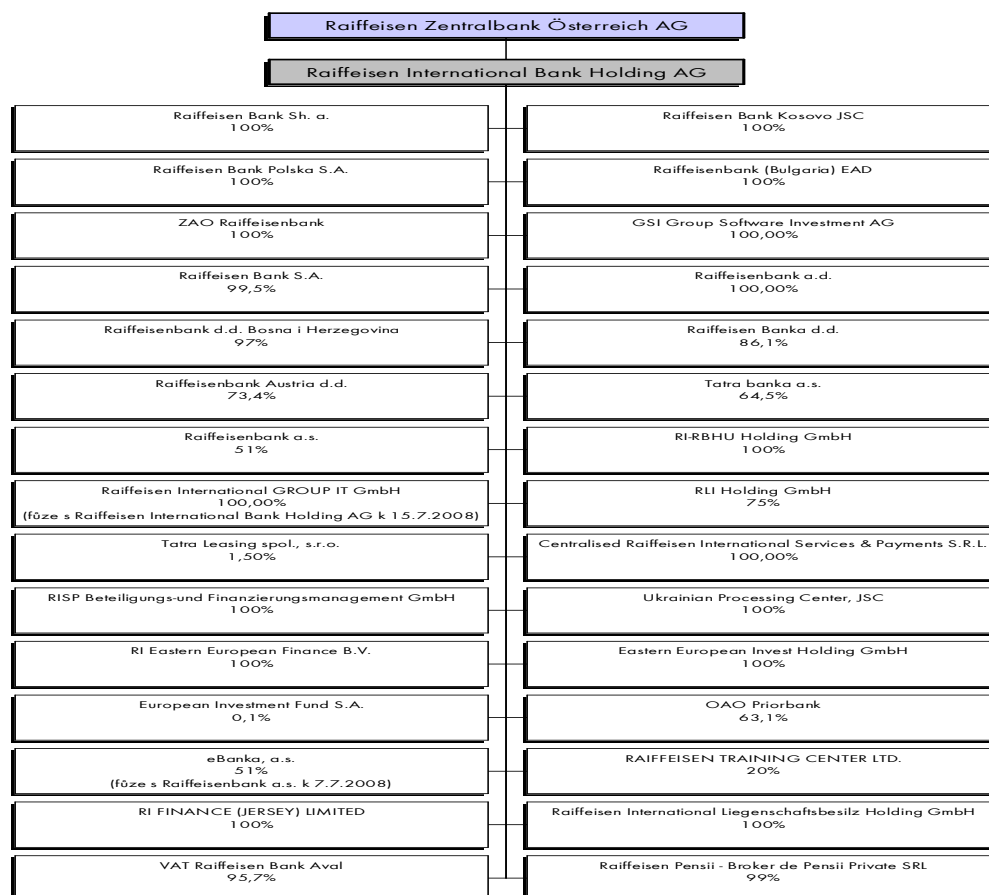 Raiffeisen Zentralbank Österreich AG
Raiffeisen International Bank Holding AG
Raiffeisen Bank Sh. a.
100%
Raiffeisen Bank Kosovo JSC
100%
Raiffeisen Bank Polska S.A.
100%
Raiffeisenbank (Bulgaria) EAD
100%
ZAO Raiffeisenbank
100%
GSI Group Software Investment AG
100,00%
Raiffeisen Bank S.A.
99,5%
Raiffeisenbank a.d.
100,00%
Raiffeisenbank d.d. Bosna i Herzegovina
97%
Raiffeisen Banka d.d.
86,1%
Raiffeisenbank Austria d.d.
73,4%
Tatra banka a.s.
64,5%
Raiffeisenbank a.s.
51%
RI-RBHU Holding GmbH
100%
Raiffeisen International GROUP IT GmbH
100,00%
(fůze s Raiffeisen International Bank Holding AG k 15.7.2008)
RLI Holding GmbH
75%
Tatra Leasing spol., s.r.o.
1,50%
Centralised Raiffeisen International Services & Payments S.R.L.
100,00%
RISP Beteiligungs-und Finanzierungsmanagement GmbH
100%
Ukrainian Processing Center, JSC
100%
RI Eastern European Finance B.V.
100%
Eastern European Invest Holding GmbH
100%
European Investment Fund S.A.
0,1%
OAO Priorbank
63,1%
eBanka, a.s.
51%
(fůze s Raiffeisenbank a.s. k 7.7.2008)
RAIFFEISEN TRAINING CENTER LTD.
20%
RI FINANCE (JERSEY) LIMITED
100%
Raiffeisen International Liegenschaftsbesilz Holding GmbH
100%
VAT Raiffeisen Bank Aval
95,7%
Raiffeisen Pensii - Broker de Pensii Private SRL
99%